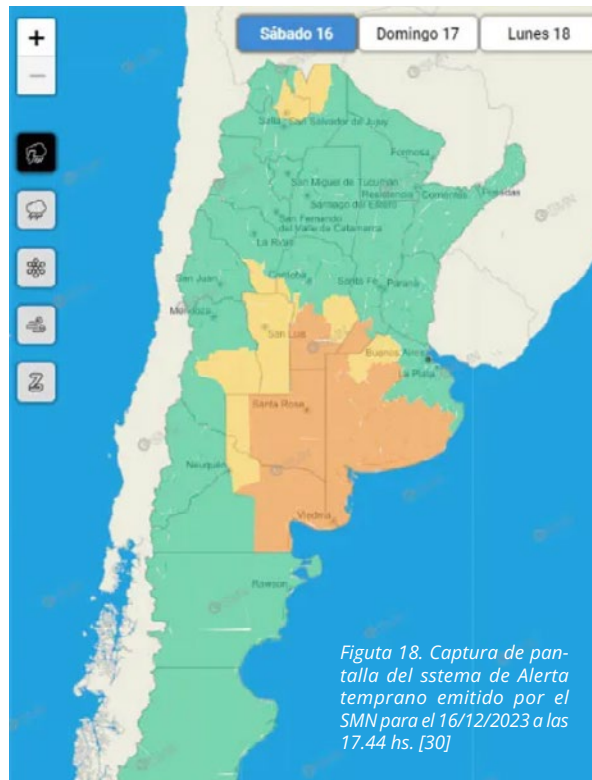 +
Sábado 16
Domingo 17
Lunes 18
−
SMN
Salta
San Salvador de Jujuy
Formosa
San Miguel de Tucumán
Resistencia
Corrientes
Posadas
Santiago del Estero
San Fernando
del Valle de Catamarca
La Rioja
San Juan
Córdoba
Santa Fe
Paraná
Mendoza
San Luis
Buenos Aires
La Plata
Santa Rosa
Neuquén
Viedma
Rawson
Z
Figuta 18. Captura de pan-
talla del sstema de Alerta
temprano emitido por el
SMN para el 16/12/2023 a las
17.44 hs. [30]